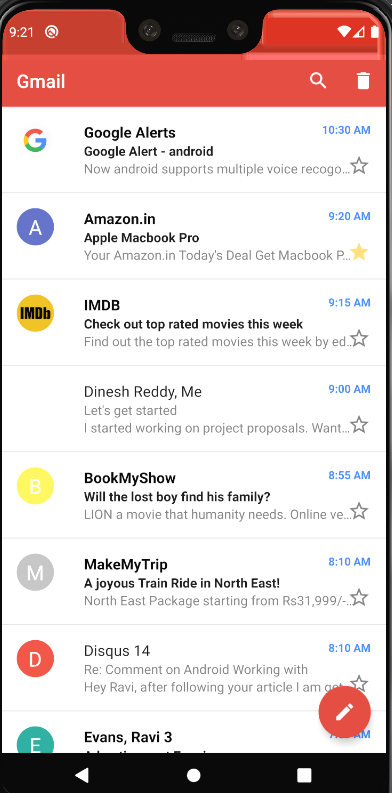 9:21
Gmail
Google Alerts 10:30 AM
Google Alert - android
Now android supports multiple voice recogo...
A Amazon.in 9:20 AM
Apple Macbook Pro
Your Amazon.in Today's Deal Get Macbook P...
IMDb IMDB 9:15 AM
Check out top rated movies this week
Find out the top rated movies this week by ed...
Dinesh Reddy, Me 9:00 AM
Let's get started
I started working on project proposals. Want...
B BookMyShow 8:55 AM
Will the lost boy find his family?
LION a movie that humanity needs. Online ve...
M MakeMyTrip 8:10 AM
A joyous Train Ride in North East!
North East Package starting from Rs31,999/-...
D Disqus 14 8:10 AM
Re: Comment on Android Working with
Hey Ravi, after following your article I am
E Evans, Ravi 3